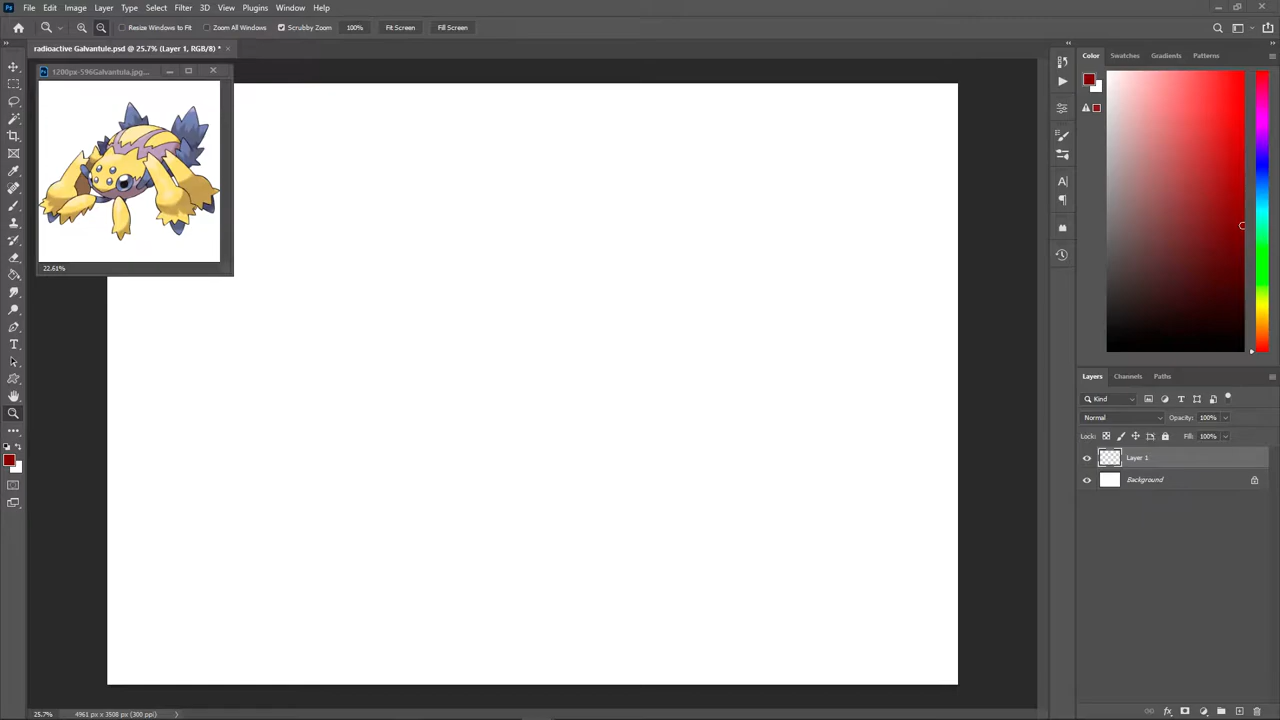 Ps File Edit Image Layer Type Select Filter 3D View Plugins Window Help
Resize Windows to Fit Zoom All Windows Scrubby Zoom 100% Fit Screen Fill Screen
radioactive Galvantule.psd @ 25.7% (Layer 1, RGB/8) *
Ps 1200px-596Galvantula.jpg...
22.61%
Color Swatches Gradients Patterns
Layers Channels Paths
Kind
Normal Opacity: 100%
Lock: Fill: 100%
Layer 1
Background
25.7% 4961 px x 3508 px (300 ppi)